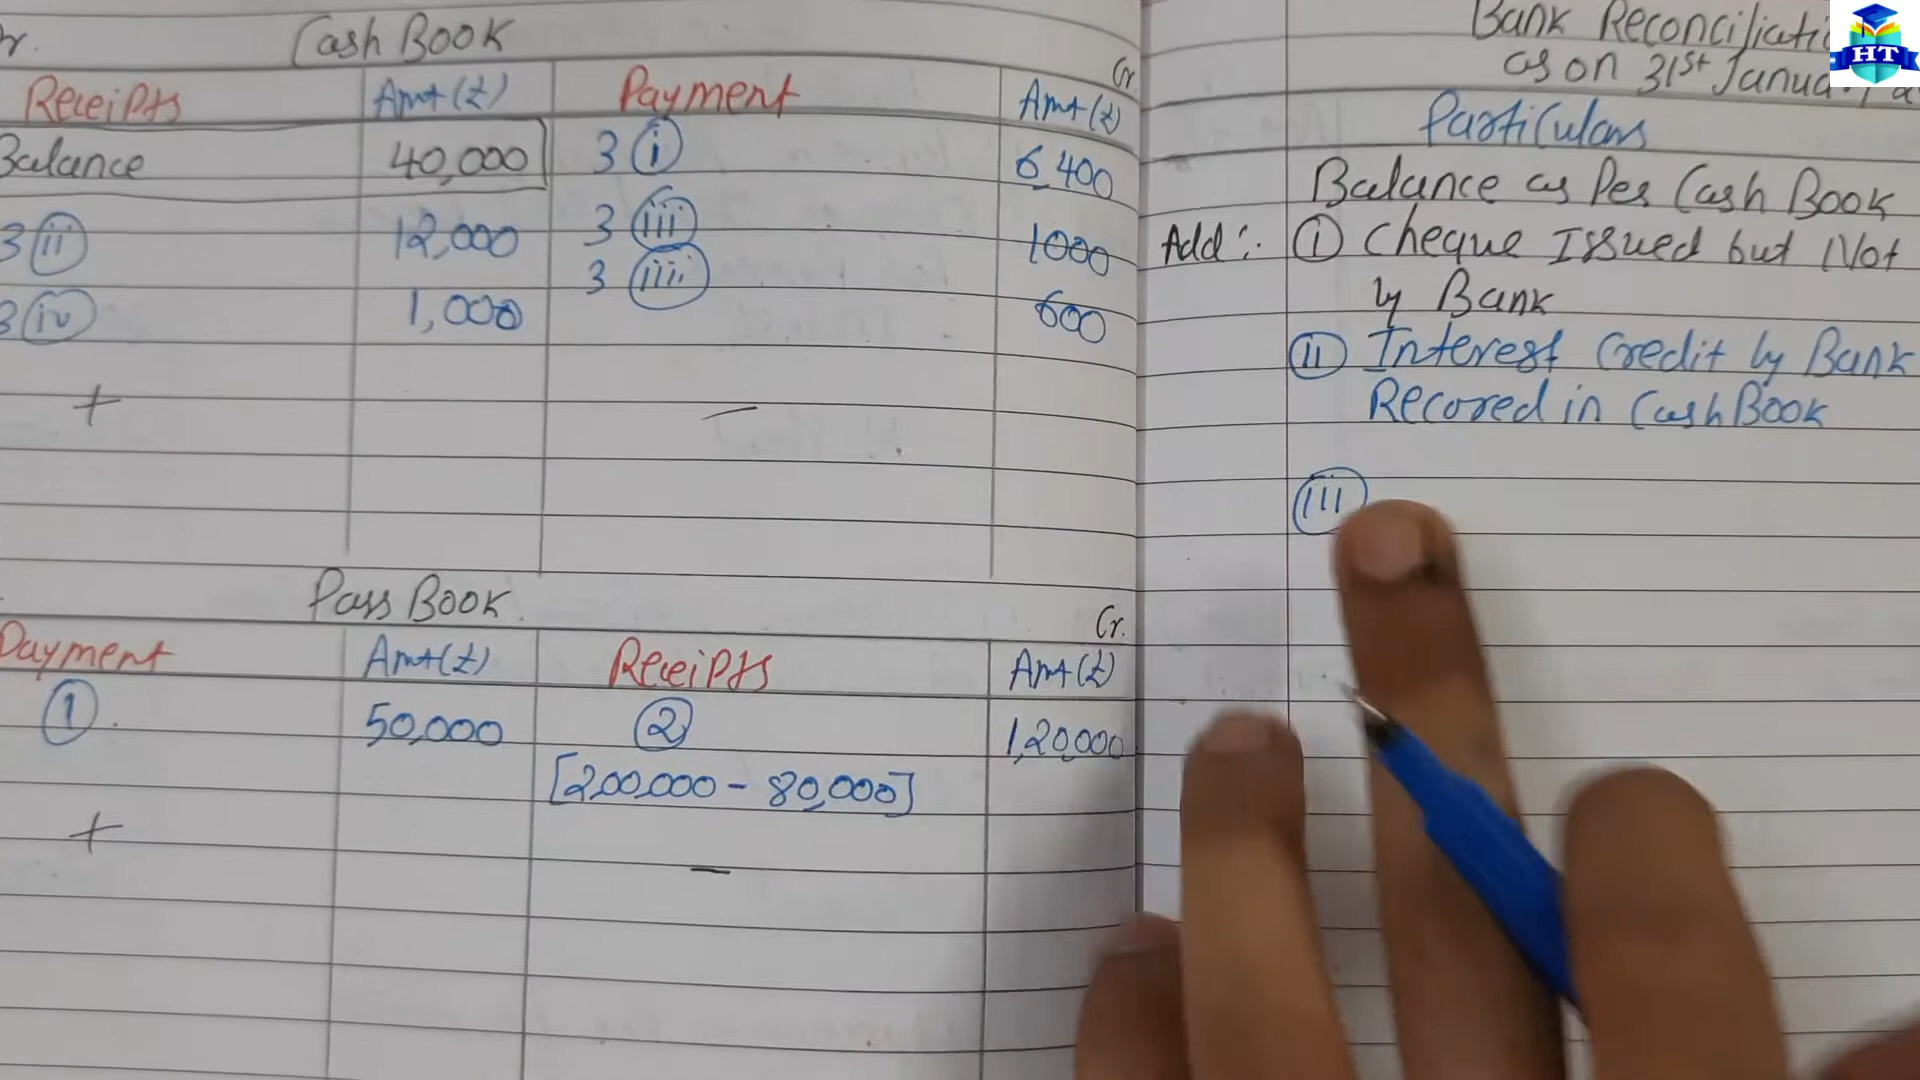 Cash Book
Cr.
Receipts Amt(₹) Payment Amt(₹)
Balance 40,000 3 (i) 6,400
3 (ii) 12,000 3 (iii) 1000
3 (iv) 1,000 3 (iiii) 600
+ −
Pass Book.
Cr.
Payment Amt(₹) Receipts Amt(₹)
(1). 50,000 (2) 1,20,000
[200,000 - 80,000]
+ −
Bank Reconciliati
as on 31st Janua
Particulars
Balance as Per Cash Book
Add:. (i) Cheque Issued but Not
by Bank
(ii) Interest Credit by Bank
Recored in Cash Book
(iii)
HT